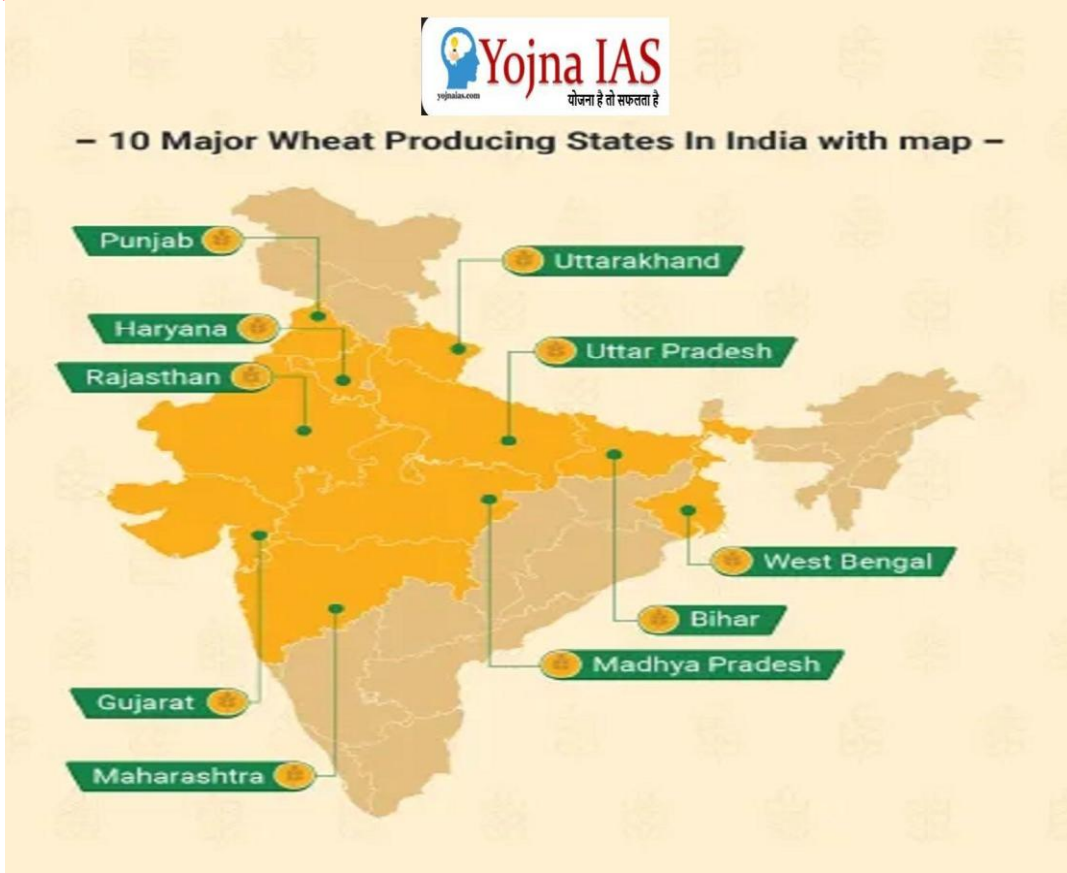 Yojna IAS
yojnaias.com
योजना है तो सफलता है
– 10 Major Wheat Producing States In India with map –
Punjab
Uttarakhand
Haryana
Uttar Pradesh
Rajasthan
West Bengal
Bihar
Madhya Pradesh
Gujarat
Maharashtra